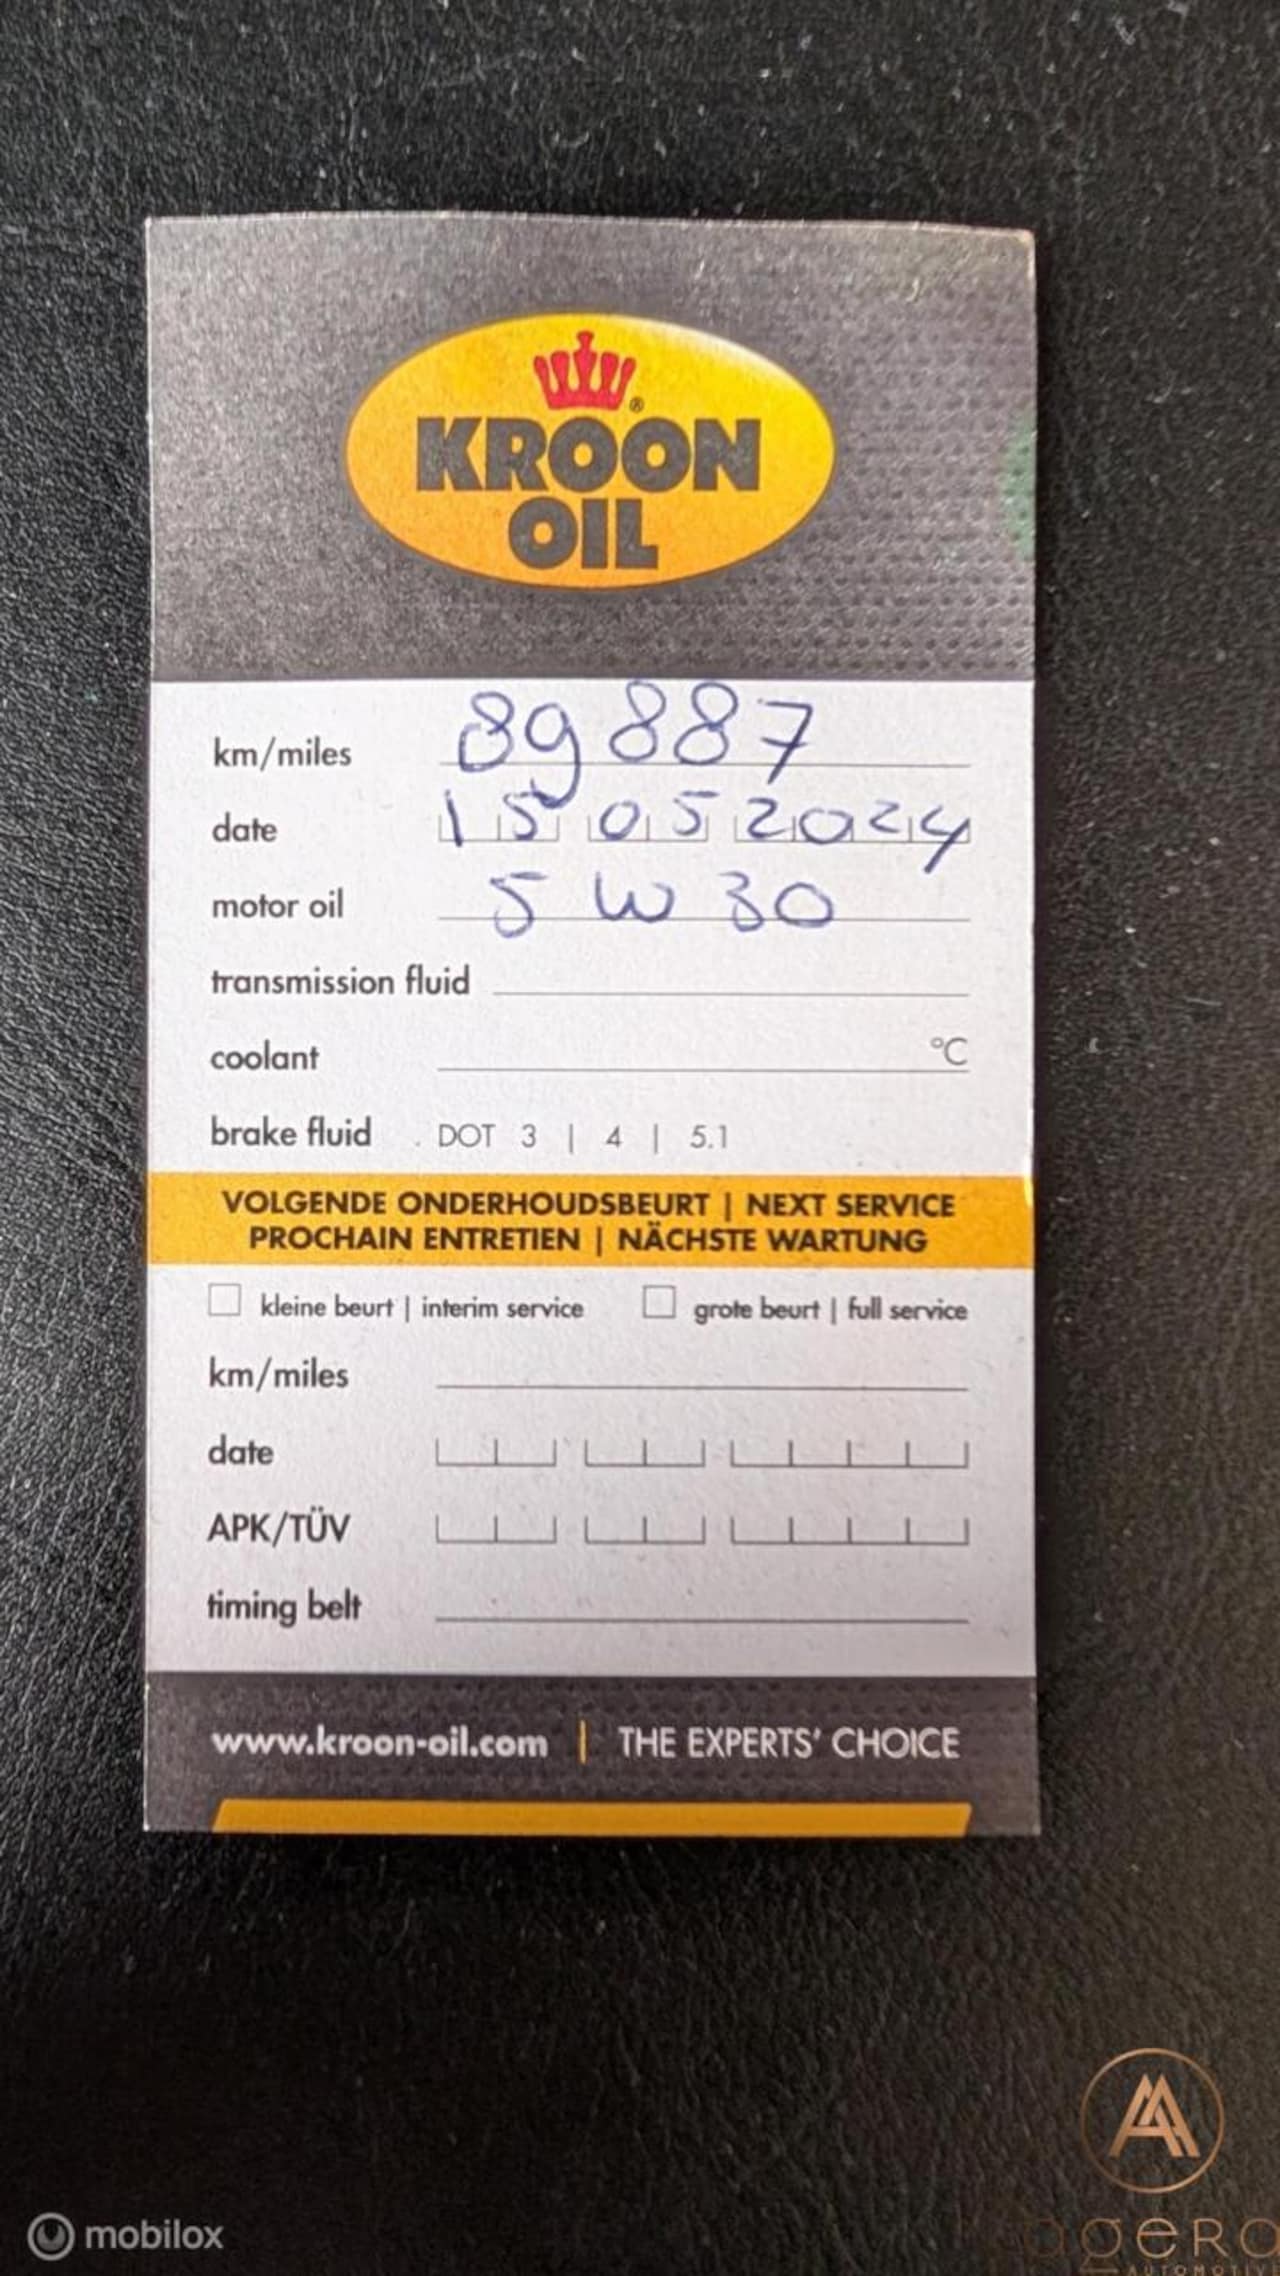 KROON
OIL
km/miles 89887
date 15 05 2024
motor oil 5W30
transmission fluid
coantlant °C
brake fluid DOT 3 | 4 | 5.1
VOLGENDE ONDERHOUDSBEURT | NEXT SERVICE
PROCHAIN ENTRETIEN | NÄCHSTE WARTUNG
kleine beurt | interim service grote beurt | full service
km/miles
date
APK/TÜV
timing belt
www.kroon-oil.com | THE EXPERTS' CHOICE
mobilox
AUTOMOTIVE